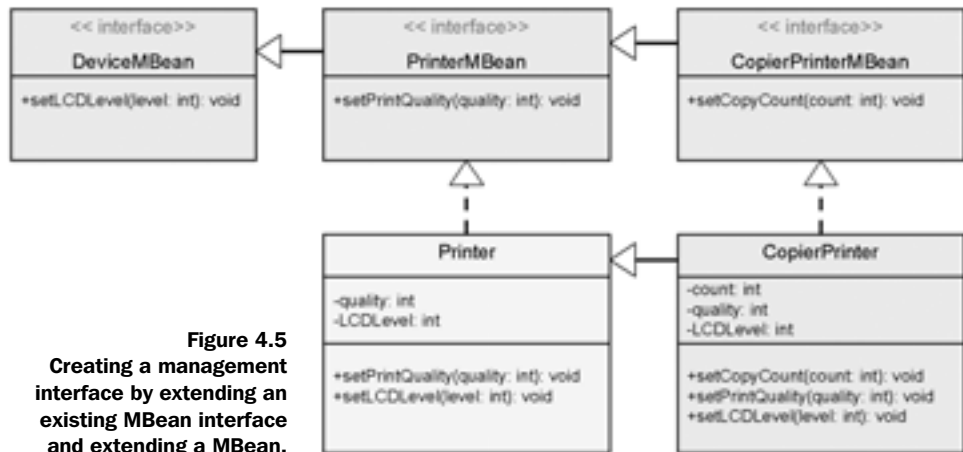 << interface>>
DeviceMBean
+setLCDLevel(level: int): void
<< interface>>
PrinterMBean
+setPrintQuality(quality: int): void
<< interface>>
CopierPrinterMBean
+setCopyCount(count: int): void
Printer
-quality: int
-LCDLevel: int
+setPrintQuality(quality: int): void
+setLCDLevel(level: int): void
CopierPrinter
-count: int
-quality: int
-LCDLevel: int
+setCopyCount(count: int): void
+setPrintQuality(quality: int): void
+setLCDLevel(level: int): void
Figure 4.5
Creating a management
interface by extending an
existing MBean interface
and extending a MBean.